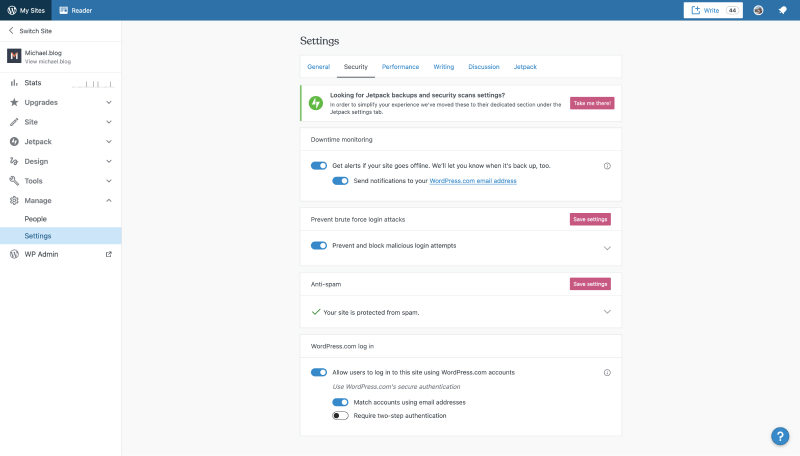 My Sites
Reader
Write 44
Switch Site
Michael.blog
View michael.blog
Stats
Upgrades
Site
Jetpack
Design
Tools
Manage
People
Settings
WP Admin
Settings
General Security Performance Writing Discussion Jetpack
Looking for Jetpack backups and security scans settings?
In order to simplify your experience we've moved these to their dedicated section under the
Jetpack settings tab.
Take me there!
Downtime monitoring
Get alerts if your site goes offline. We'll let you know when it's back up, too.
Send notifications to your WordPress.com email address
Prevent brute force login attacks
Save settings
Prevent and block malicious login attempts
Anti-spam
Save settings
Your site is protected from spam.
WordPress.com log in
Allow users to log in to this site using WordPress.com accounts
Use WordPress.com's secure authentication
Match accounts using email addresses
Require two-step authentication